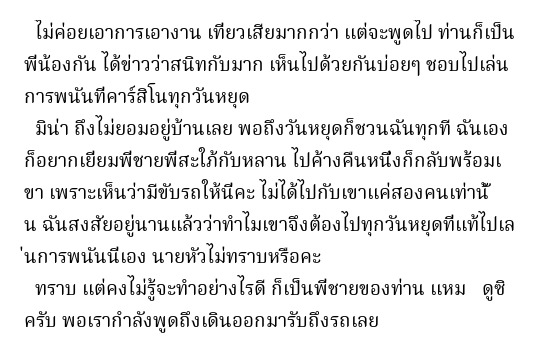 ไม่ค่อยเอาการเอางาน เที่ยวเสียมากกว่า แต่จะพูดไป ท่านก็เป็น
พี่น้องกัน ได้ข่าวว่าสนิทกันมาก เห็นไปด้วยกันบ่อยๆ ชอบไปเล่น
การพนันที่คาร์สิโนทุกวันหยุด
มิน่า ถึงไม่ยอมอยู่บ้านเลย พอถึงวันหยุดก็ชวนฉันทุกที ฉันเอง
ก็อยากเยี่ยมพี่ชายพี่สะใภ้กับหลาน ไปค้างคืนหนึ่งก็กลับพร้อมเ
ขา เพราะเห็นว่ามีขับรถให้นี่คะ ไม่ได้ไปกับเขาแค่สองคนเท่านั้
น ฉันสงสัยอยู่นานแล้วว่าทำไมเขาจึงต้องไปทุกวันหยุดที่แท้ไปเล
่นการพนันนี่เอง นายหัวไม่ทราบหรือคะ
ทราบ แต่คงไม่รู้จะทำอย่างไรดี ก็เป็นพี่ชายของท่าน แหม ดูซิ
ครับ พอเรากำลังพูดถึงเดินออกมารับถึงรถเลย